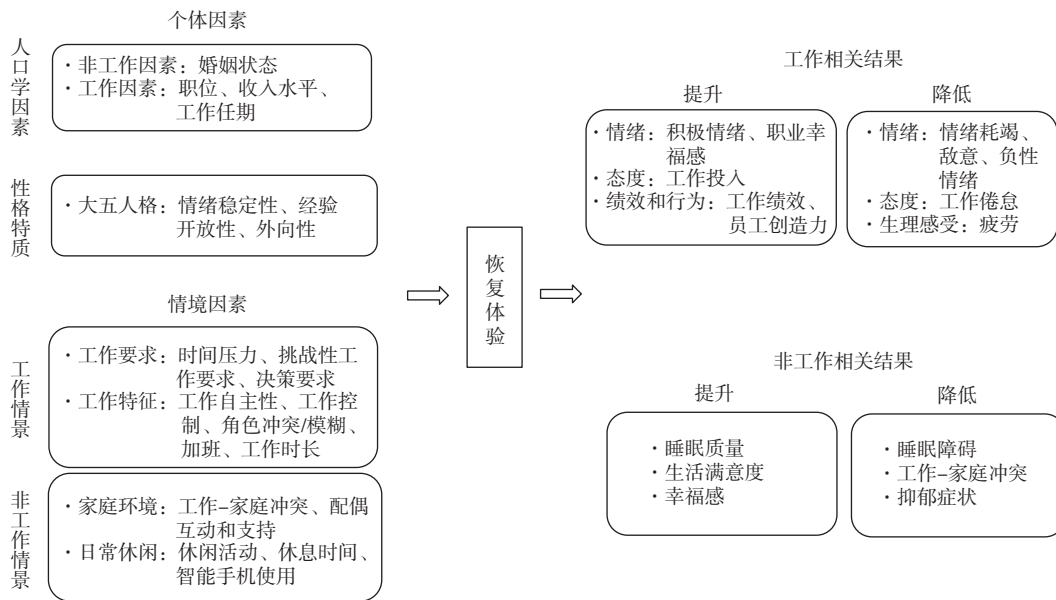 个体因素
人口学因素
·非工作因素：婚姻状态
·工作因素：职位、收入水平、
工作任期
性格特质
·大五人格：情绪稳定性、经验
开放性、外向性
情境因素
工作情景
·工作要求：时间压力、挑战性工
作要求、决策要求
·工作特征：工作自主性、工作控
制、角色冲突/模糊、
加班、工作时长
非工作情景
·家庭环境：工作–家庭冲突、配偶
互动和支持
·日常休闲：休闲活动、休息时间、
智能手机使用
恢复体验
工作相关结果
提升
·情绪：积极情绪、职业幸
福感
·态度：工作投入
·绩效和行为：工作绩效、
员工创造力
降低
·情绪：情绪耗竭、
敌意、负性
情绪
·态度：工作倦怠
·生理感受：疲劳
非工作相关结果
提升
·睡眠质量
·生活满意度
·幸福感
降低
·睡眠障碍
·工作–家庭冲突
·抑郁症状